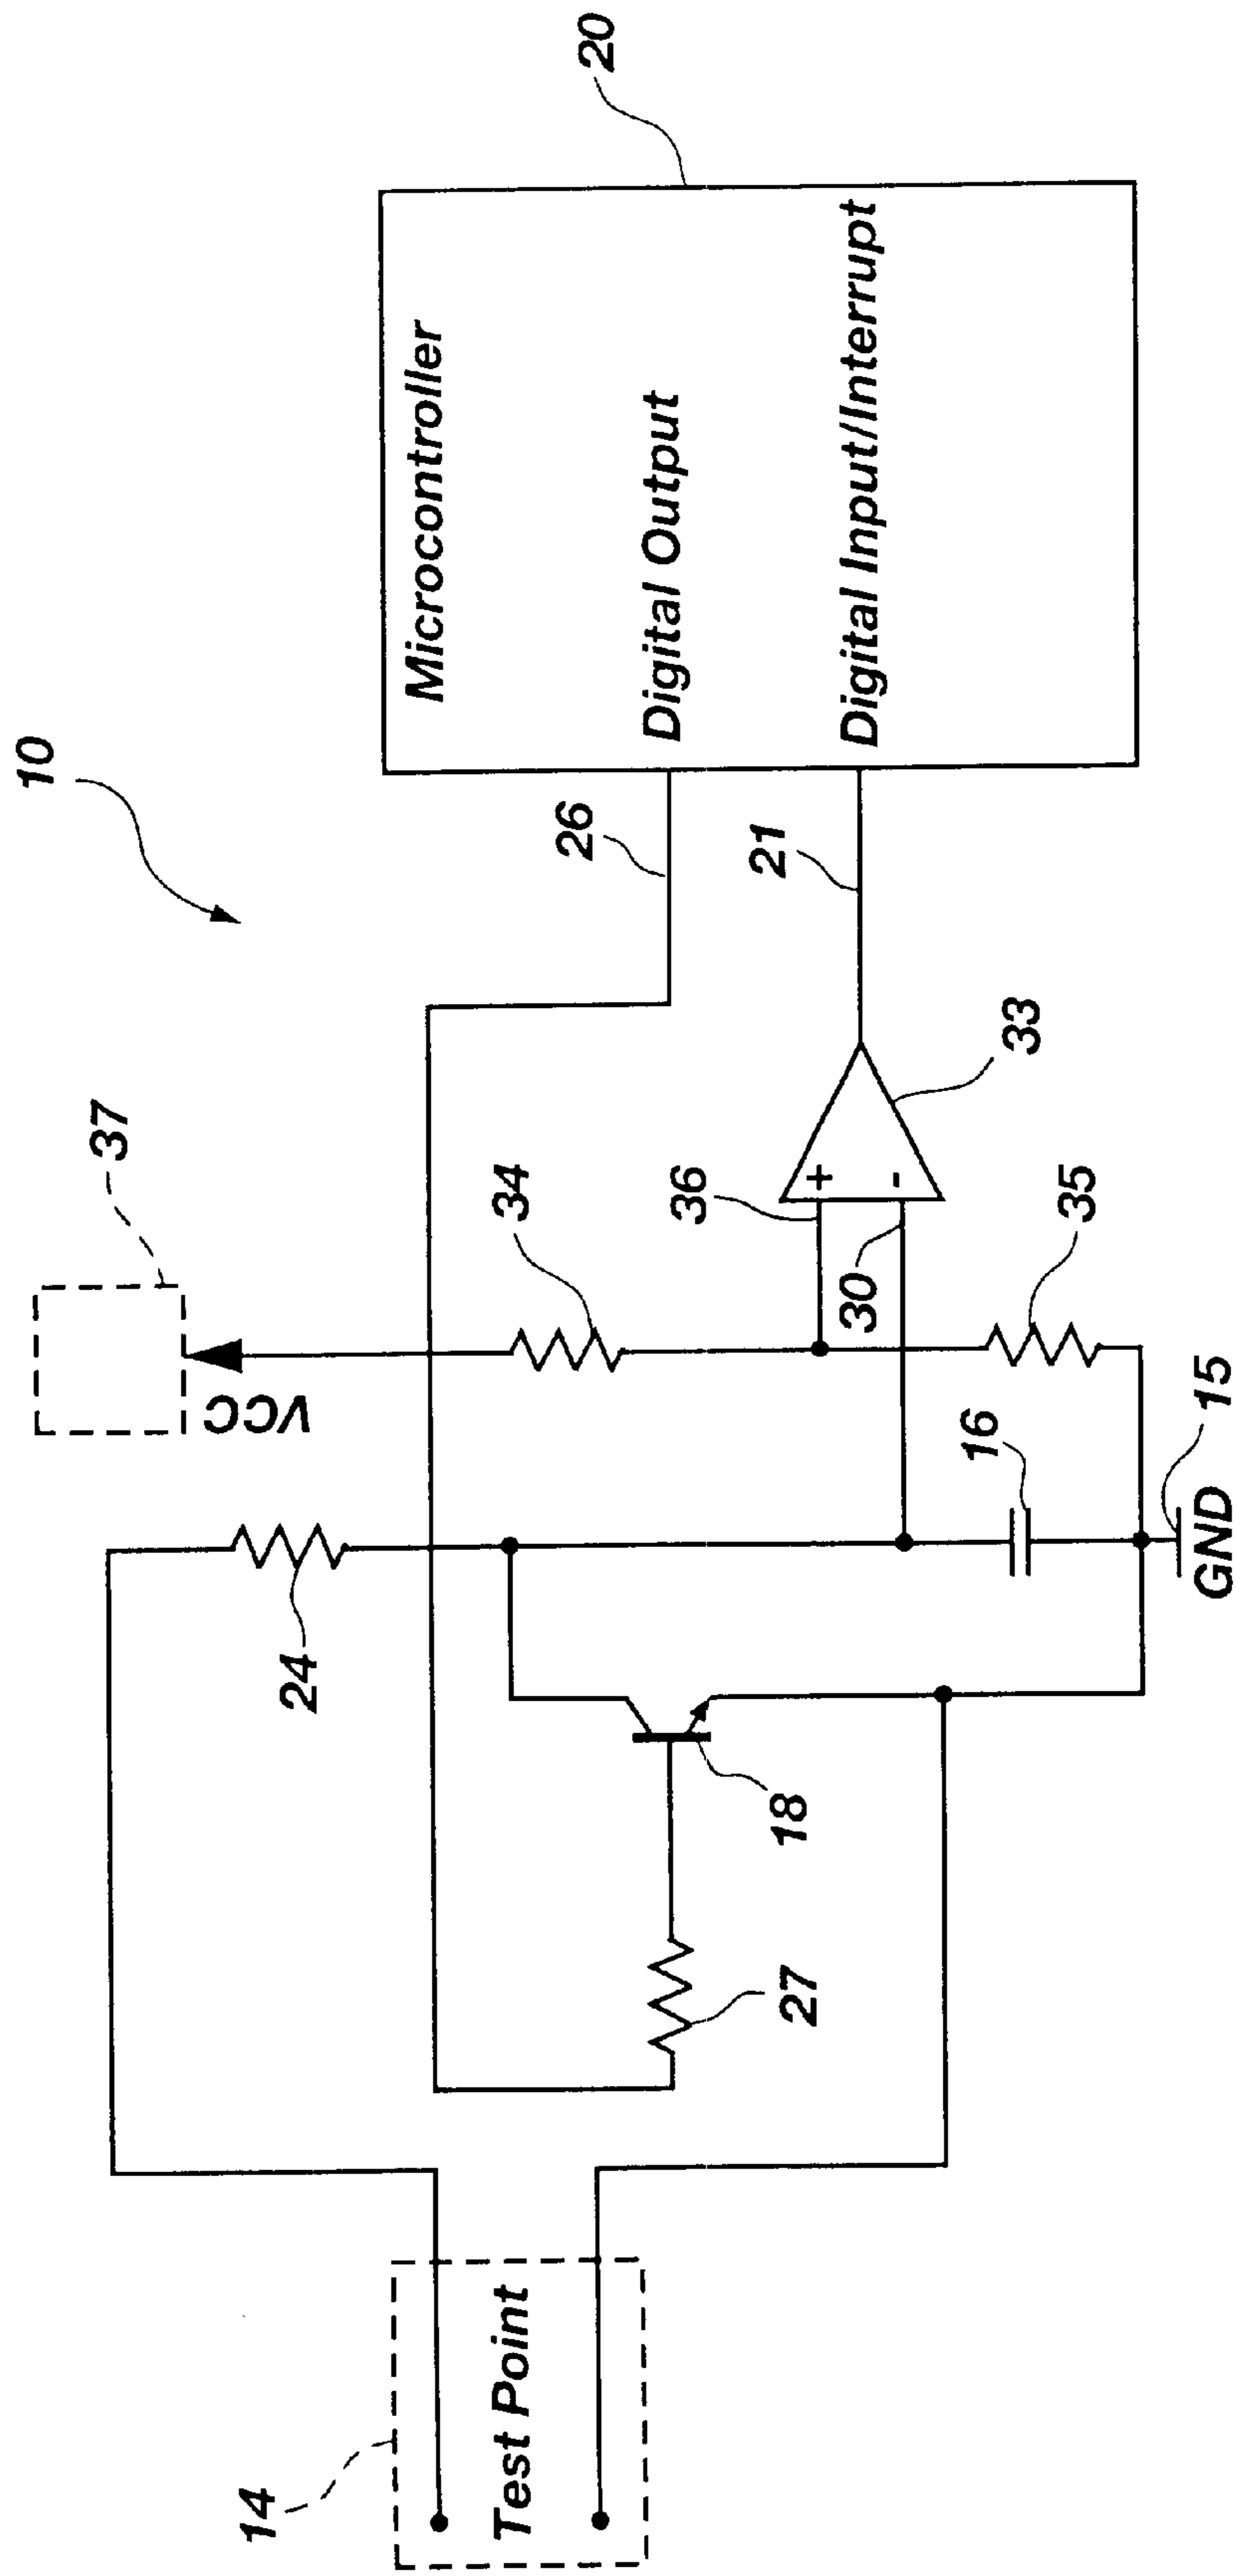 10
37
VCC
20
Microcontroller
26
Digital Output
21
Digital Input/Interrupt
24
34
36
30
33
35
16
15
GND
18
27
14
Test Point